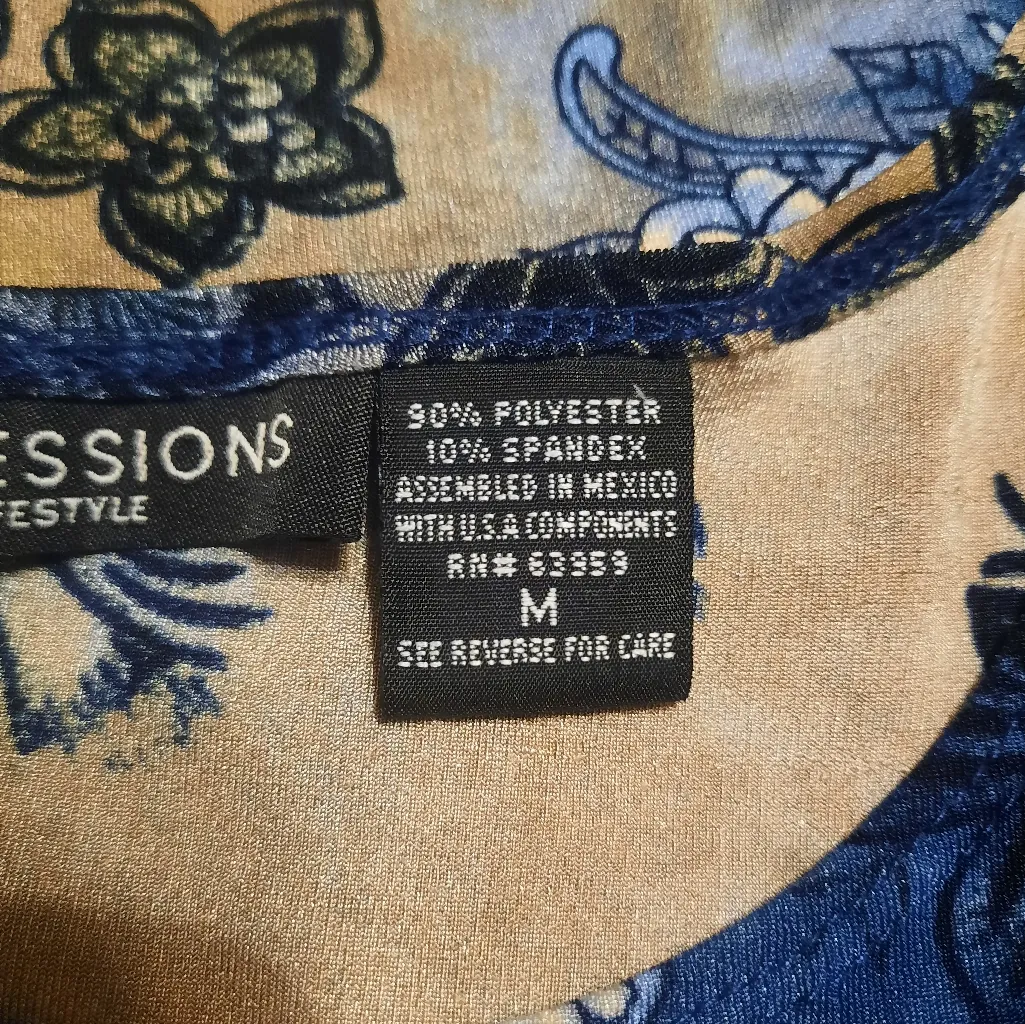 ESSIONS
FESTYLE
90% POLYESTER
10% SPANDEX
ASSEMBLED IN MEXICO
WITH U.S.A COMPONENTS
RN# 63959
M
SEE REVERSE FOR CARE